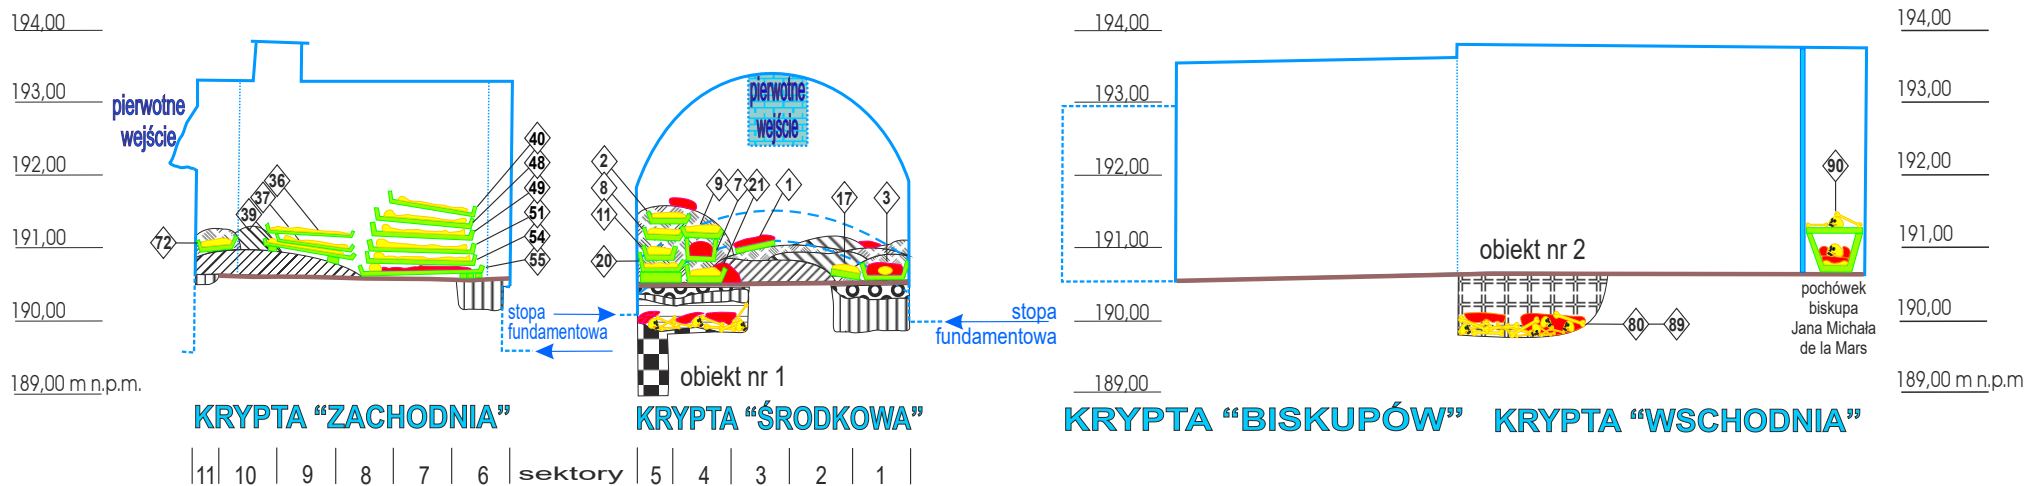 194,00
193,00
192,00
191,00
190,00
189,00 m n.p.m.
pierwotne
wejście
36
37
39
72
40
48
49
51
54
55
stopa
fundamentowa
KRYPTA “ZACHODNIA”
11 10 9 8 7 6 sektory 5 4 3 2 1
pierwotne
wejście
2
8
11
20
9
7
21
1
17
3
stopa
fundamentowa
obiekt nr 1
KRYPTA “ŚRODKOWA”
194,00
193,00
192,00
191,00
190,00
189,00
obiekt nr 2
80
89
90
pochówek
biskupa
Jana Michała
de la Mars
KRYPTA “BISKUPÓW”
KRYPTA “WSCHODNIA”
194,00
193,00
192,00
191,00
190,00
189,00 m n.p.m